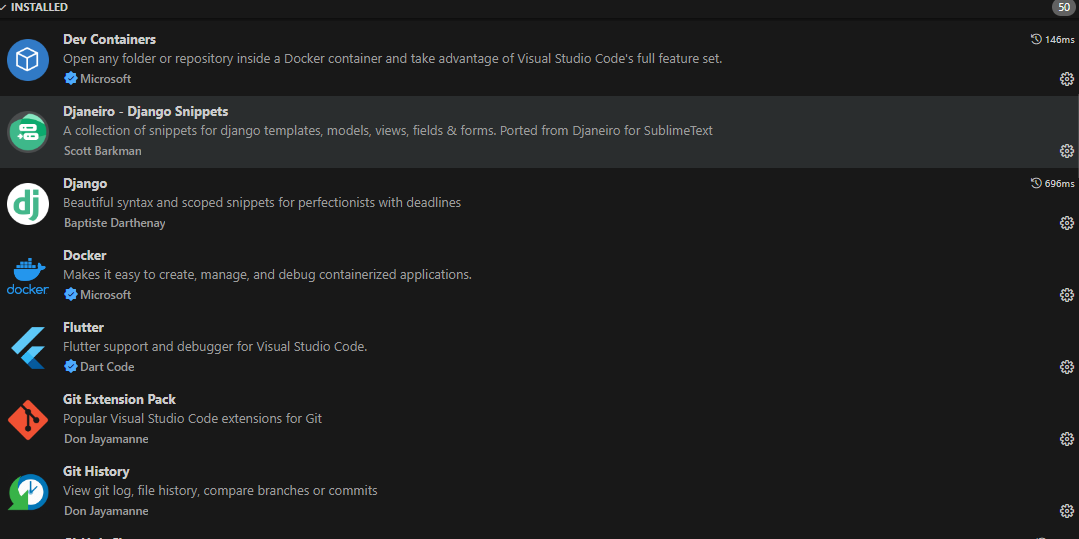 INSTALLED 50
Dev Containers 146ms
Open any folder or repository inside a Docker container and take advantage of Visual Studio Code's full feature set.
Microsoft
Djaneiro - Django Snippets
A collection of snippets for django templates, models, views, fields & forms. Ported from Djaneiro for SublimeText
Scott Barkman
dj
Django 696ms
Beautiful syntax and scoped snippets for perfectionists with deadlines
Baptiste Darthenay
Docker
Makes it easy to create, manage, and debug containerized applications.
docker
Microsoft
Flutter
Flutter support and debugger for Visual Studio Code.
Dart Code
Git Extension Pack
Popular Visual Studio Code extensions for Git
Don Jayamanne
Git History
View git log, file history, compare branches or commits
Don Jayamanne